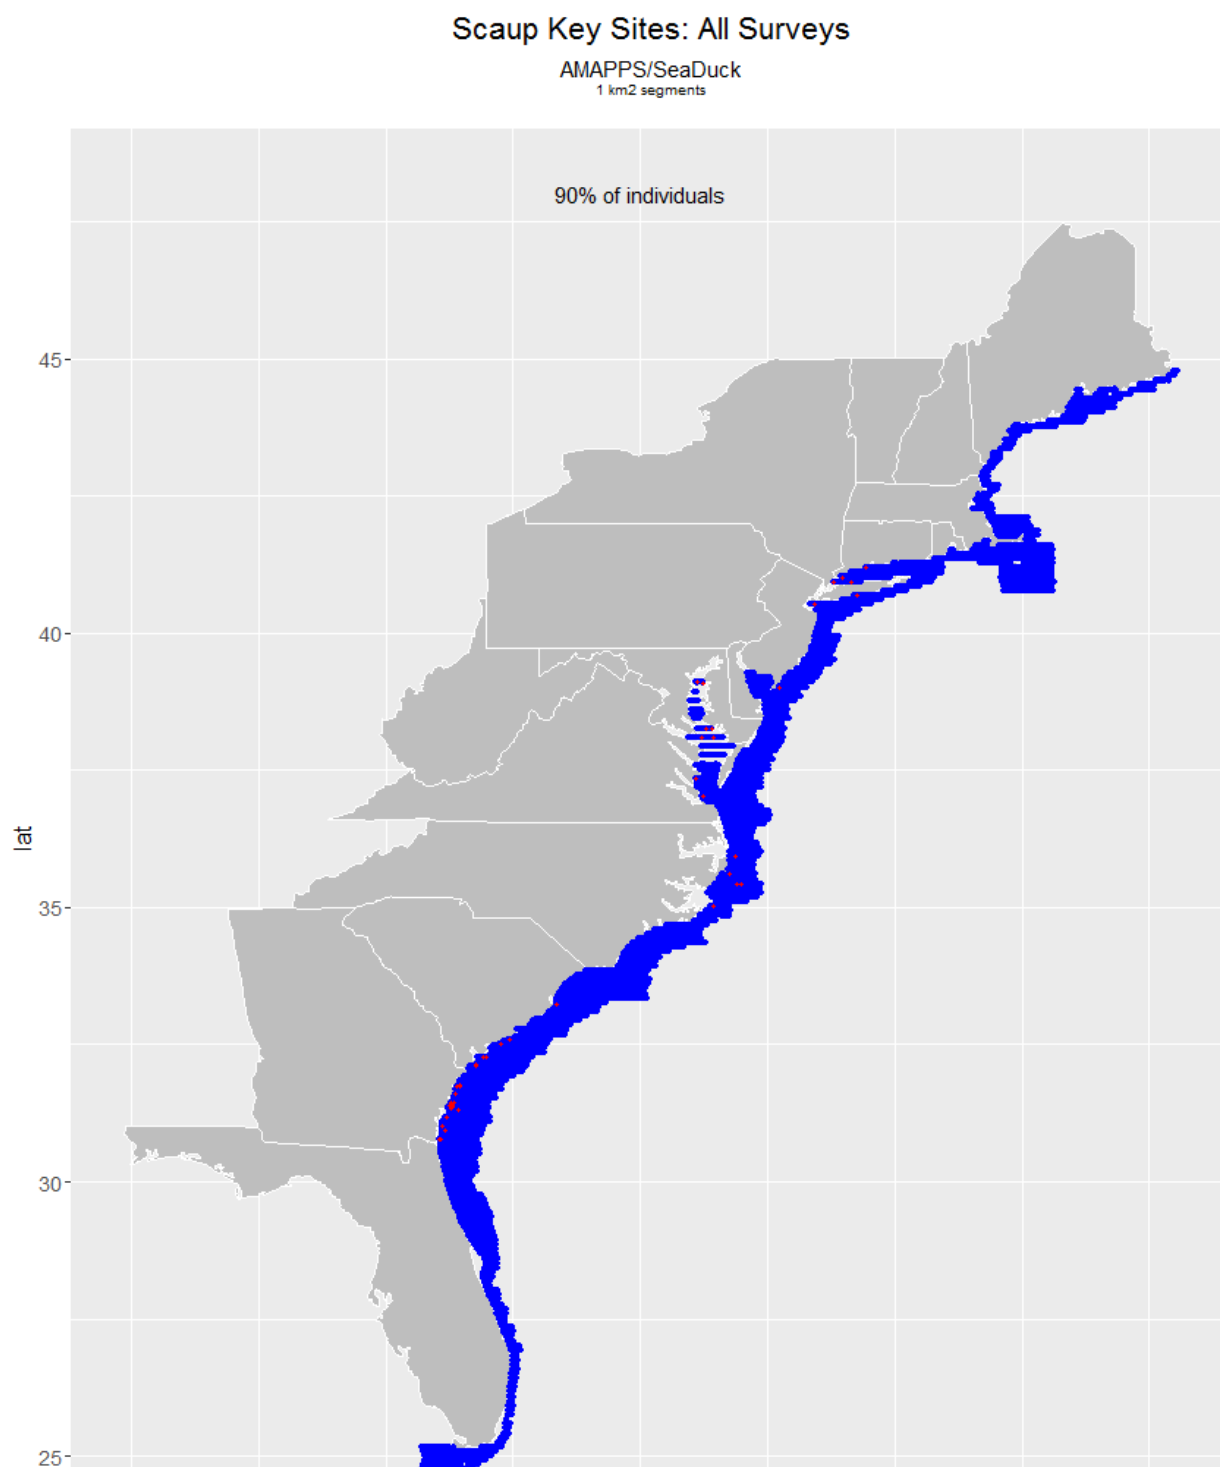 Scaup Key Sites: All Surveys
AMAPPS/SeaDuck
1 km2 segments
90% of individuals
45
40
lat
35
30
25